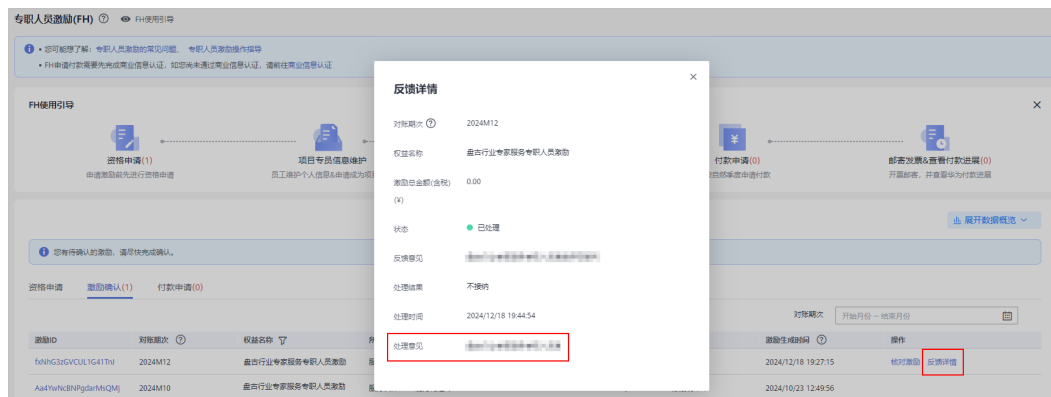 专职人员激励(FH) ? FH使用引导
• 您可能想了解：专职人员激励的常见问题、 专职人员激励操作指导
• FH申请付款需要先完成商业信息认证，如您尚未通过商业信息认证，请前往商业信息认证
FH使用引导
资格申请(1)
申请激励前先进行资格申请
项目专员信息维护
员工维护个人信息&申请成为项
付款申请(0)
自然季度申请付款
邮寄发票&查看付款进展(0)
开票邮寄，并查看华为付款进展
展开数据概览
您有待确认的激励，请尽快完成确认。
资格申请 激励确认(1) 付款申请(0)
对账期次 开始月份 – 结束月份
激励ID 对账期次 ? 权益名称 激励生成时间 ? 操作
fxNhG3zGVCUL1G41TnI 2024M12 盘古行业专家服务专职人员激励 2024/12/18 19:27:15 核对激励 反馈详情
Aa4YwNcBNPgdarMsQMj 2024M10 盘古行业专家服务专职人员激励 2024/10/23 12:49:56
反馈详情
对账期次 ? 2024M12
权益名称 盘古行业专家服务专职人员激励
激励总金额(含税) 0.00
(¥)
状态 已处理
反馈意见
处理结果 不接纳
处理时间 2024/12/18 19:44:54
处理意见